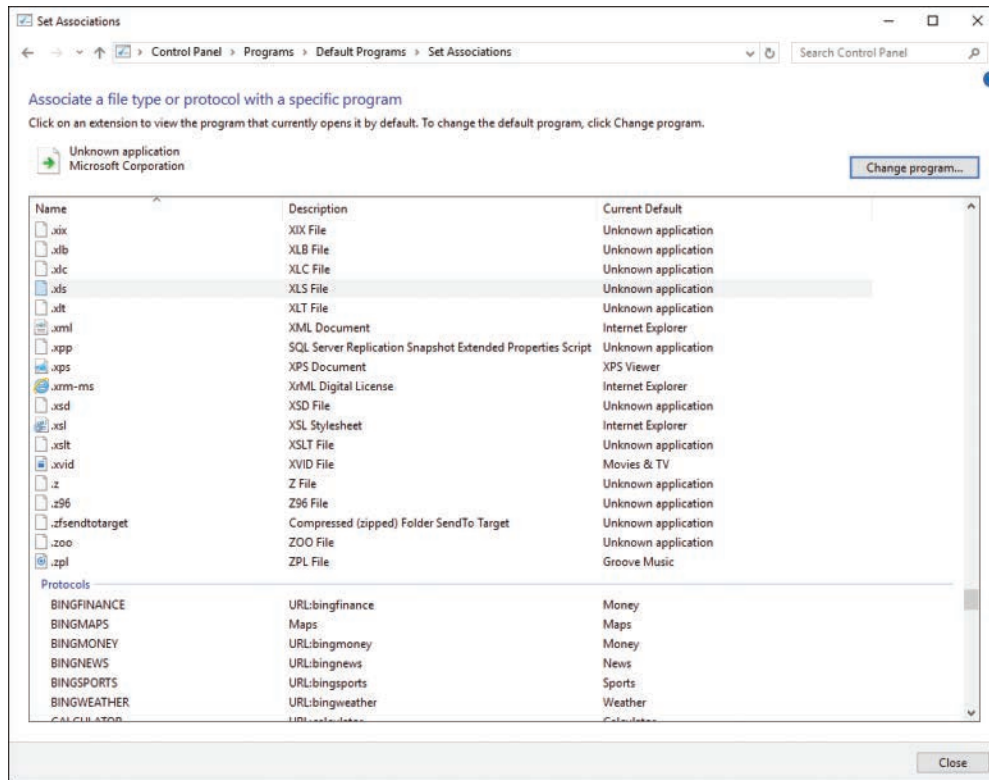 Set Associations
Control Panel > Programs > Default Programs > Set Associations
Search Control Panel
Associate a file type or protocol with a specific program
Click on an extension to view the program that currently opens it by default. To change the default program, click Change program.
Unknown application
Microsoft Corporation
Change program...
Name Description Current Default
.xix XIX File Unknown application
.xlb XLB File Unknown application
.xlc XLC File Unknown application
.xls XLS File Unknown application
.xlt XLT File Unknown application
.xml XML Document Internet Explorer
.xpp SQL Server Replication Snapshot Extended Properties Script Unknown application
.xps XPS Document XPS Viewer
.xrm-ms XrML Digital License Internet Explorer
.xsd XSD File Unknown application
.xsl XSL Stylesheet Internet Explorer
.xslt XSLT File Unknown application
.xvid XVID File Movies & TV
.z Z File Unknown application
.z96 Z96 File Unknown application
.zfsendtotarget Compressed (zipped) Folder SendTo Target Unknown application
.zoo ZOO File Unknown application
.zpl ZPL File Groove Music
Protocols
BINGFINANCE URL:bingfinance Money
BINGMAPS Maps Maps
BINGMONEY URL:bingmoney Money
BINGNEWS URL:bingnews News
BINGSPORTS URL:bingsports Sports
BINGWEATHER URL:bingweather Weather
CALCULATOR URL:calculator Calculator
Close